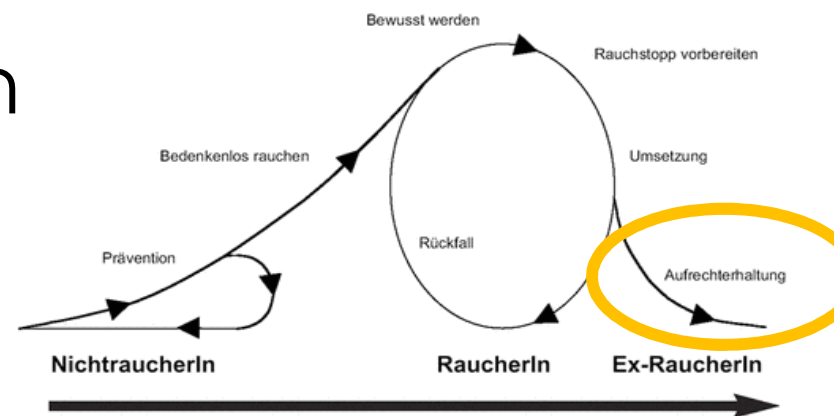 n
Bewusst werden
Rauchstopp vorbereiten
Bedenkenlos rauchen
Umsetzung
Prävention
Rückfall
Aufrechterhaltung
NichtraucherIn
RaucherIn
Ex-RaucherIn